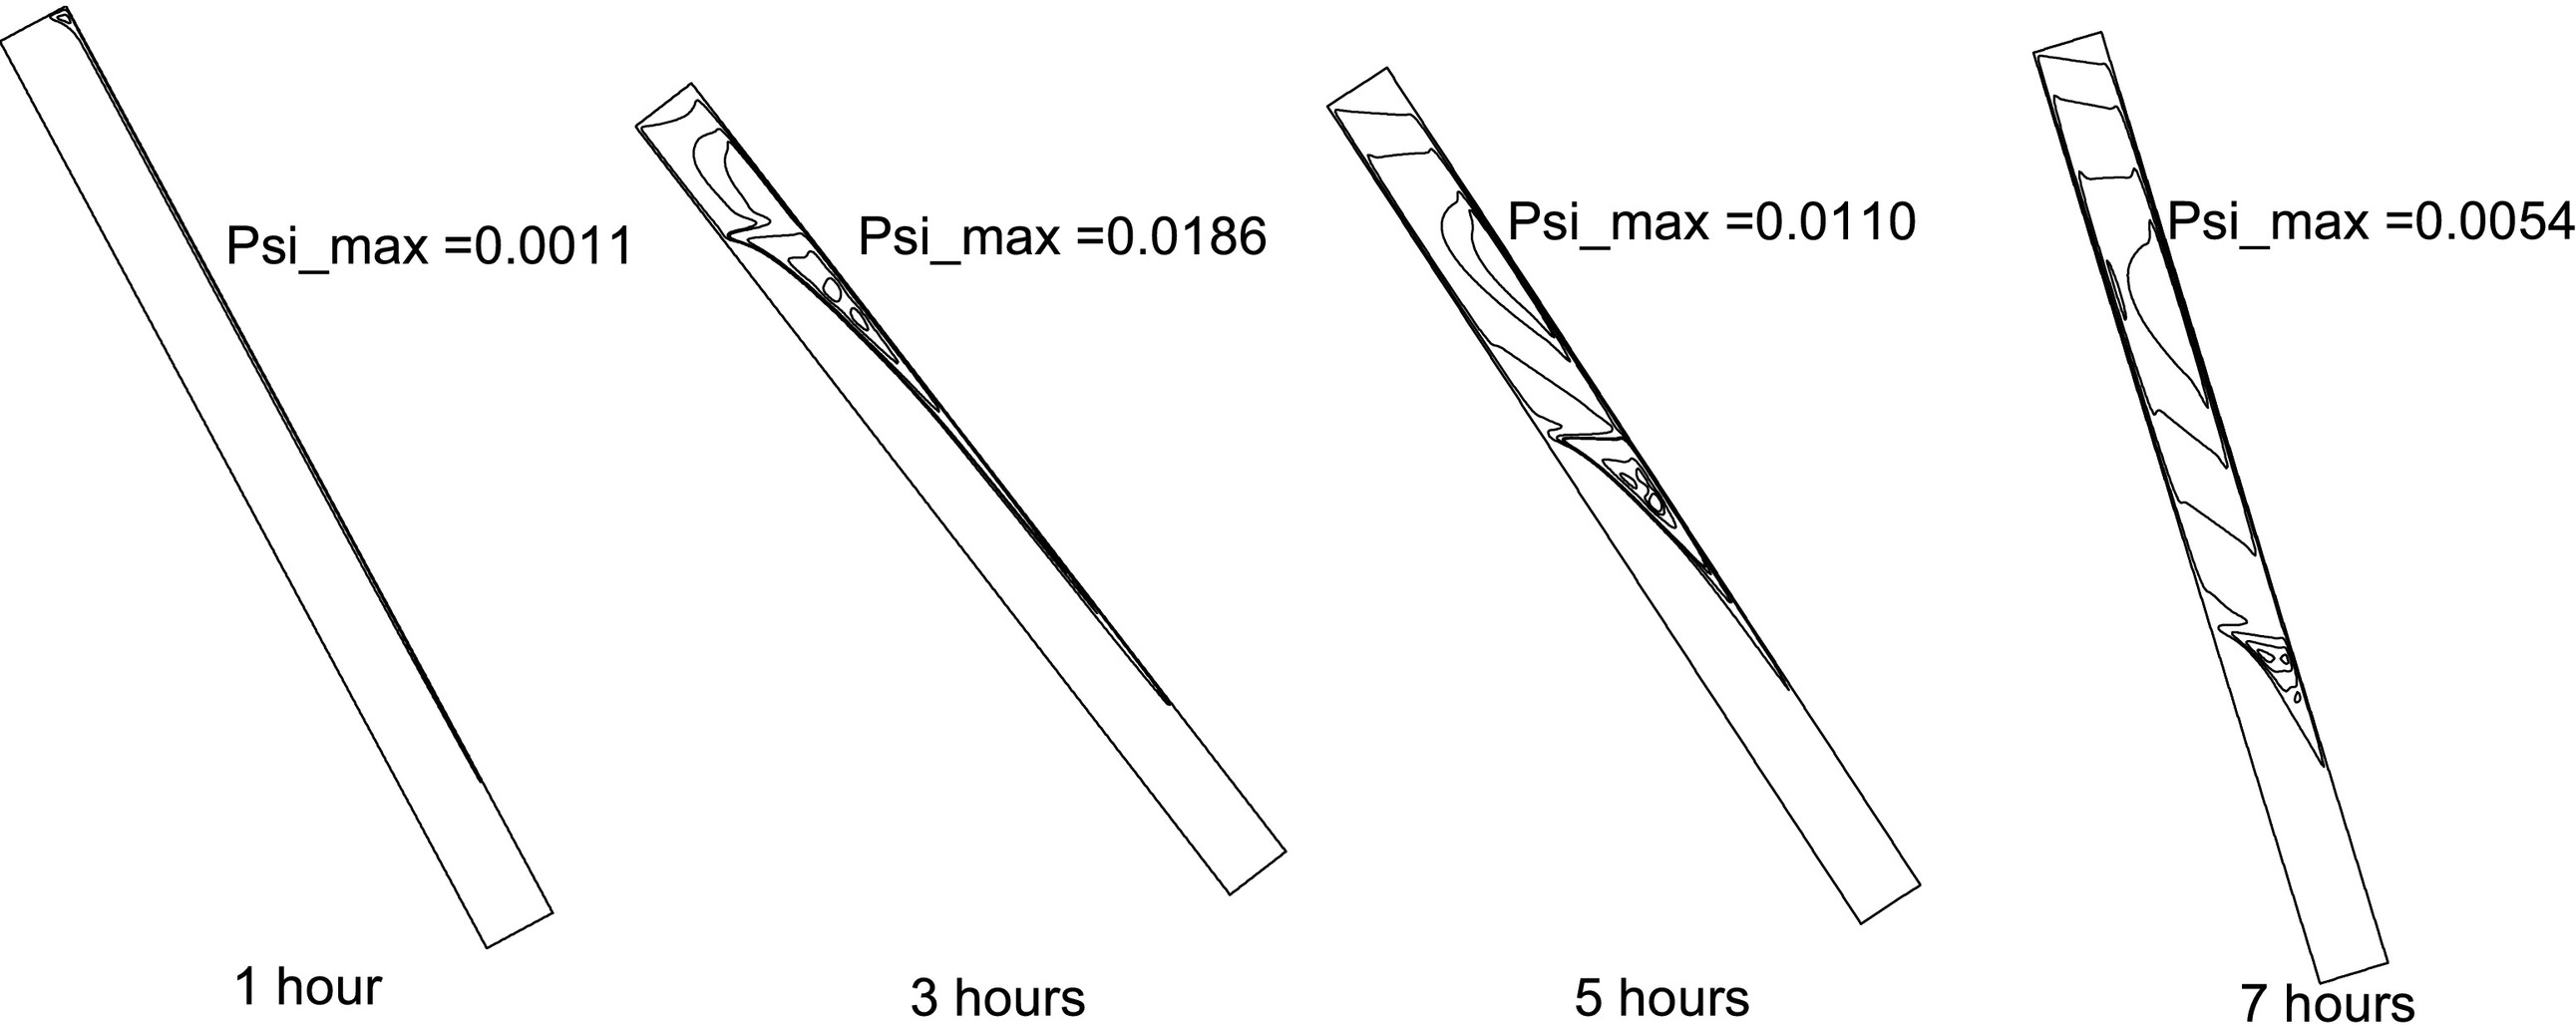 Psi_max =0.0011
Psi_max =0.0186
Psi_max =0.0110
Psi_max =0.0054
1 hour
3 hours
5 hours
7 hours